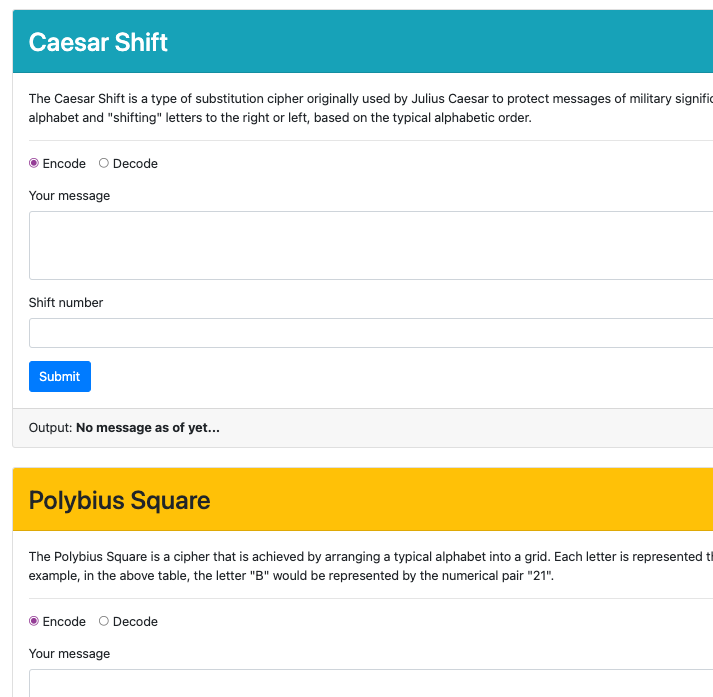 Caesar Shift
The Caesar Shift is a type of substitution cipher originally used by Julius Caesar to protect messages of military
alphabet and "shifting" letters to the right or left, based on the typical alphabetic order.
Encode Decode
Your message
Shift number
Submit
Output: No message as of yet...
Polybius Square
The Polybius Square is a cipher that is achieved by arranging a typical alphabet into a grid. Each letter is represented
example, in the above table, the letter "B" would be represented by the numerical pair "21".
Encode Decode
Your message